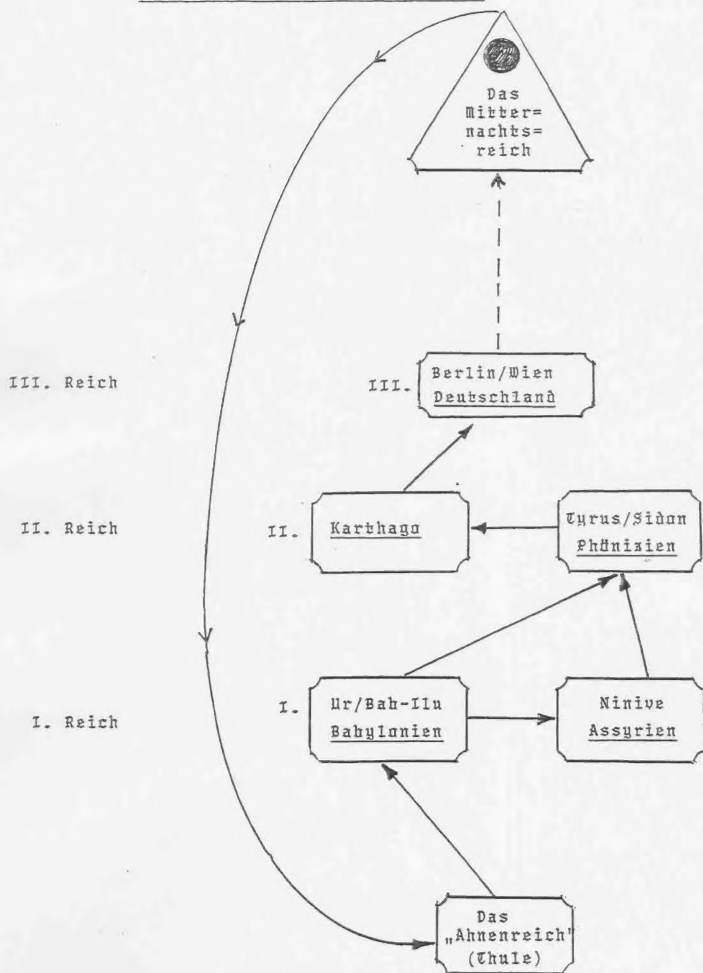 Das
Mitter=
nachts=
reich
III. Reich
III.
Berlin/Wien
Deutschland
II. Reich
II.
Karthago
Tyrus/Sidon
Phönizien
I. Reich
I.
Ur/Bab-Ilu
Babylonien
Ninive
Assyrien
Das
„Ahnenreich"
(Thule)